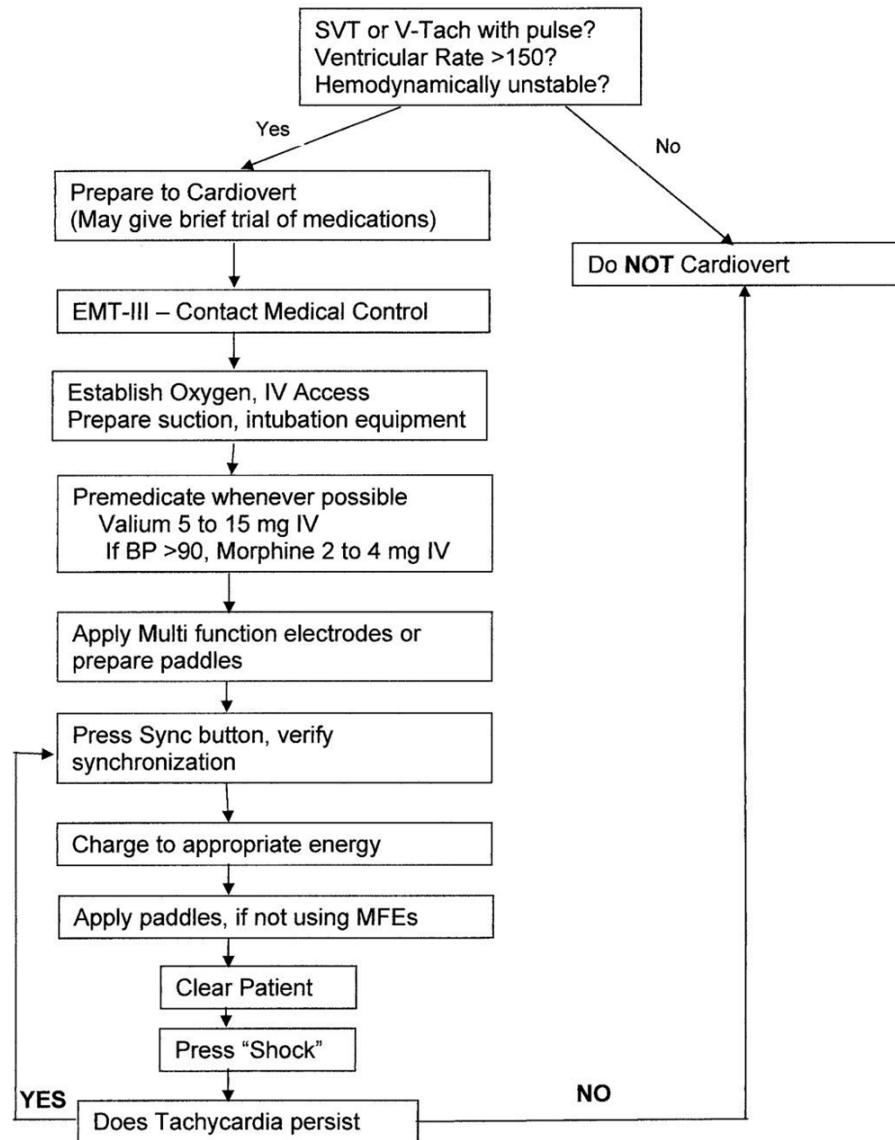 SVT or V-Tach with pulse?
Ventricular Rate >150?
Hemodynamically unstable?
Yes
No
Prepare to Cardiovert
(May give brief trial of medications)
Do NOT Cardiovert
EMT-III – Contact Medical Control
Establish Oxygen, IV Access
Prepare suction, intubation equipment
Premedicate whenever possible
Valium 5 to 15 mg IV
If BP >90, Morphine 2 to 4 mg IV
Apply Multi function electrodes or
prepare paddles
Press Sync button, verify
synchronization
Charge to appropriate energy
Apply paddles, if not using MFEs
Clear Patient
Press “Shock”
YES
NO
Does Tachycardia persist